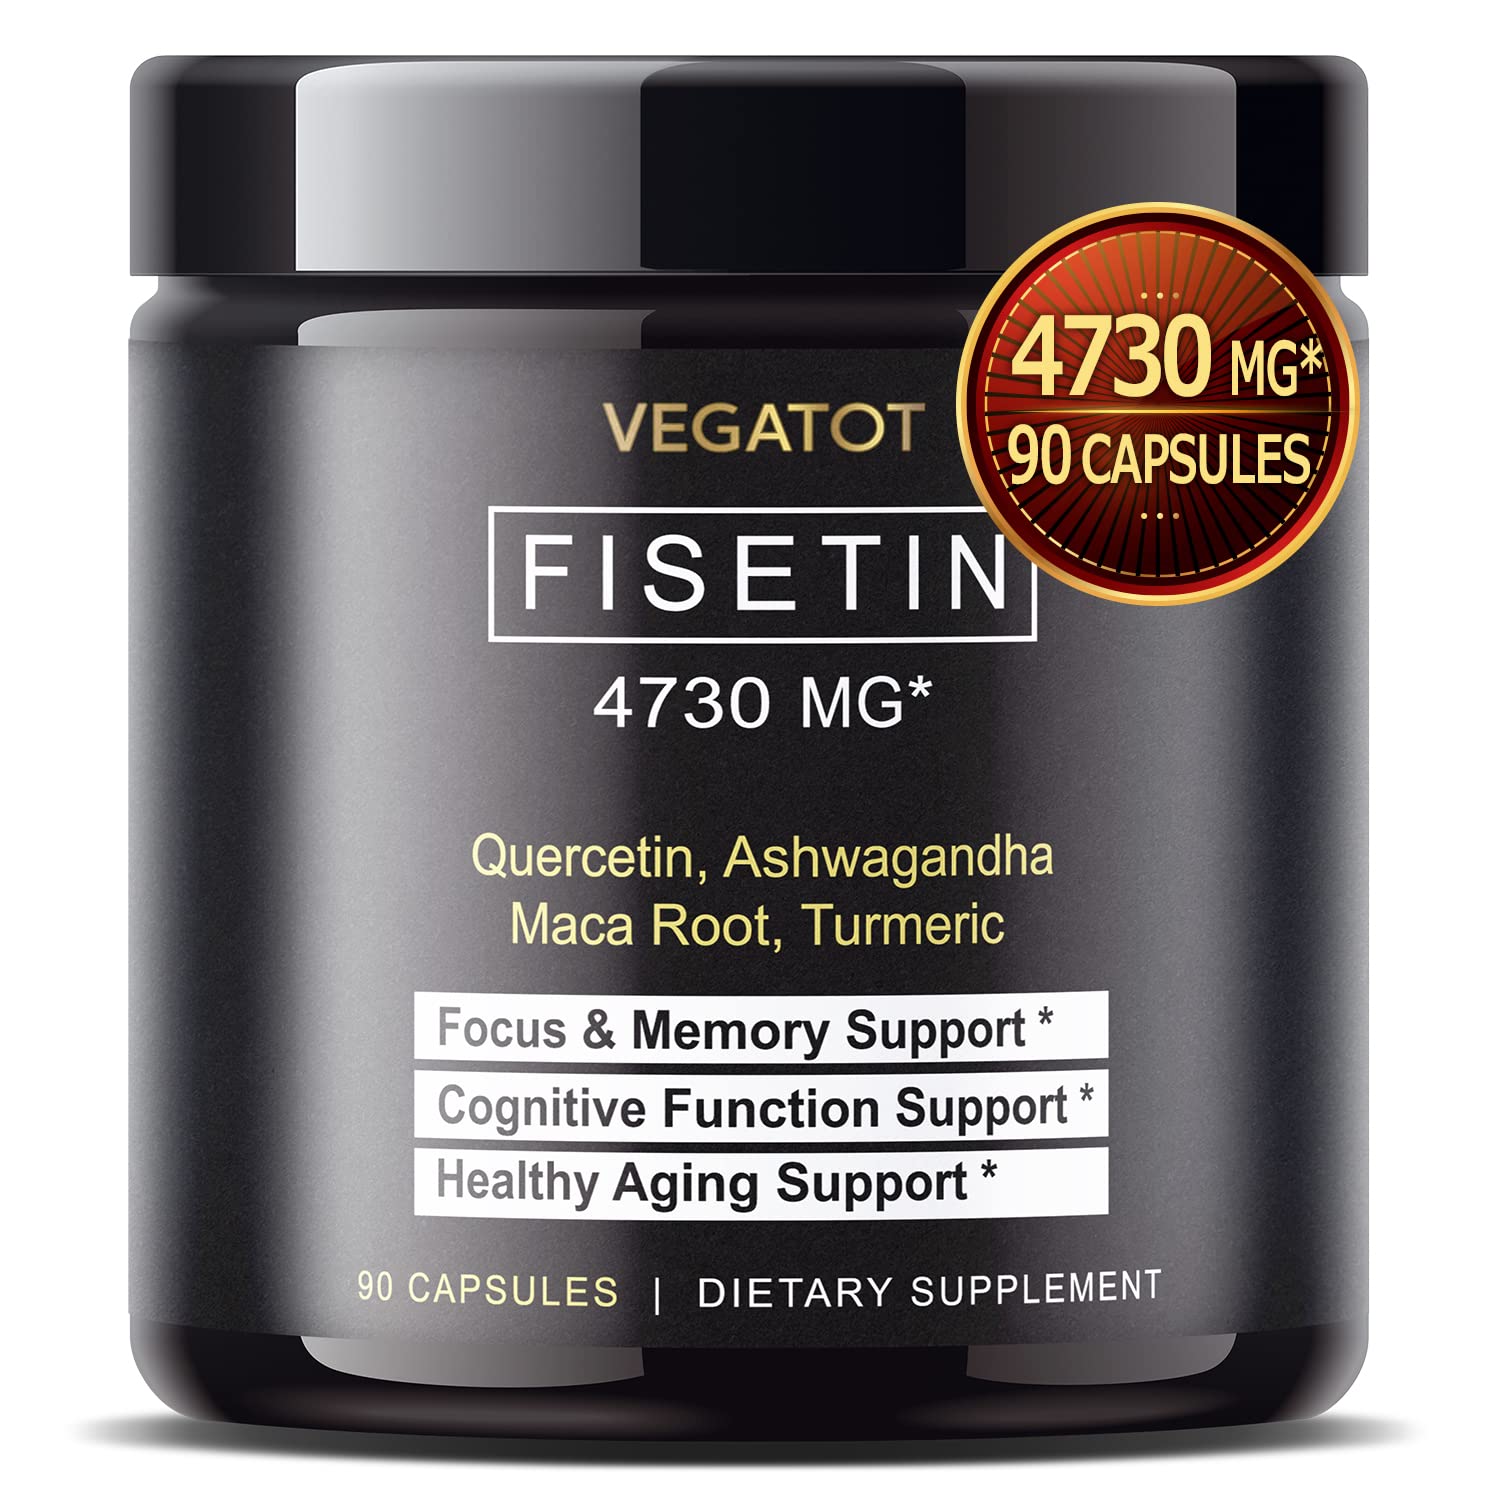 VEGATOT
FISETIN
4730 MG*
Quercetin, Ashwagandha
Maca Root, Turmeric
Focus & Memory Support *
Cognitive Function Support *
Healthy Aging Support *
90 CAPSULES | DIETARY SUPPLEMENT
4730 MG*
90 CAPSULES